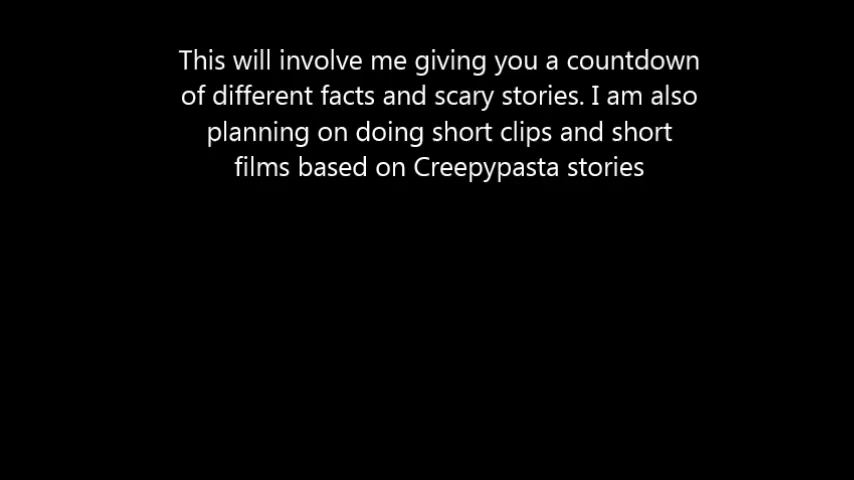 This will involve me giving you a countdown
of different facts and scary stories. I am also
planning on doing short clips and short
films based on Creepypasta stories